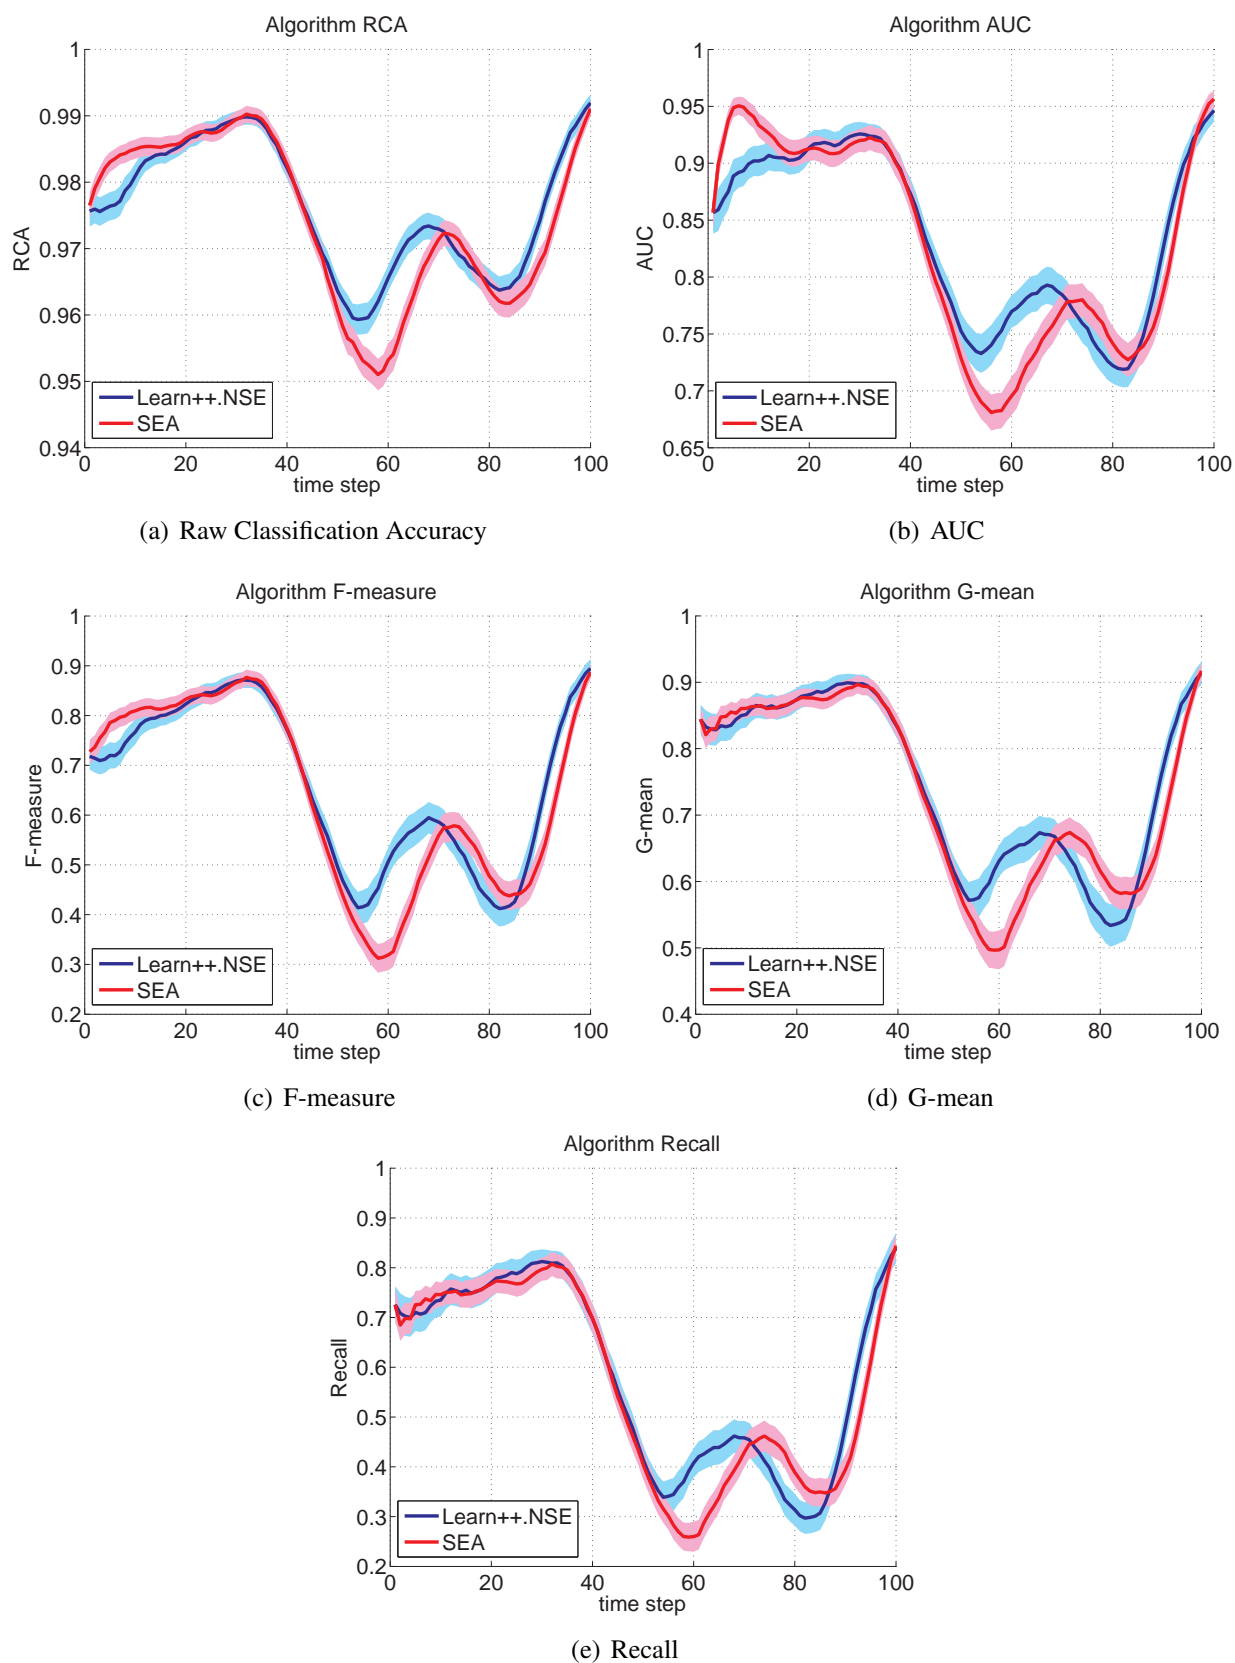 Algorithm RCA
1
0.99
0.98
0.97
0.96
0.95
0.94
RCA
Learn++.NSE
SEA
0 20 40 60 80 100
time step
(a) Raw Classification Accuracy
Algorithm AUC
1
0.95
0.9
0.85
0.8
0.75
0.7
0.65
AUC
Learn++.NSE
SEA
0 20 40 60 80 100
time step
(b) AUC
Algorithm F-measure
1
0.9
0.8
0.7
0.6
0.5
0.4
0.3
0.2
F-measure
Learn++.NSE
SEA
0 20 40 60 80 100
time step
(c) F-measure
Algorithm G-mean
1
0.9
0.8
0.7
0.6
0.5
0.4
G-mean
Learn++.NSE
SEA
0 20 40 60 80 100
time step
(d) G-mean
Algorithm Recall
1
0.9
0.8
0.7
0.6
0.5
0.4
0.3
0.2
Recall
Learn++.NSE
SEA
0 20 40 60 80 100
time step
(e) Recall